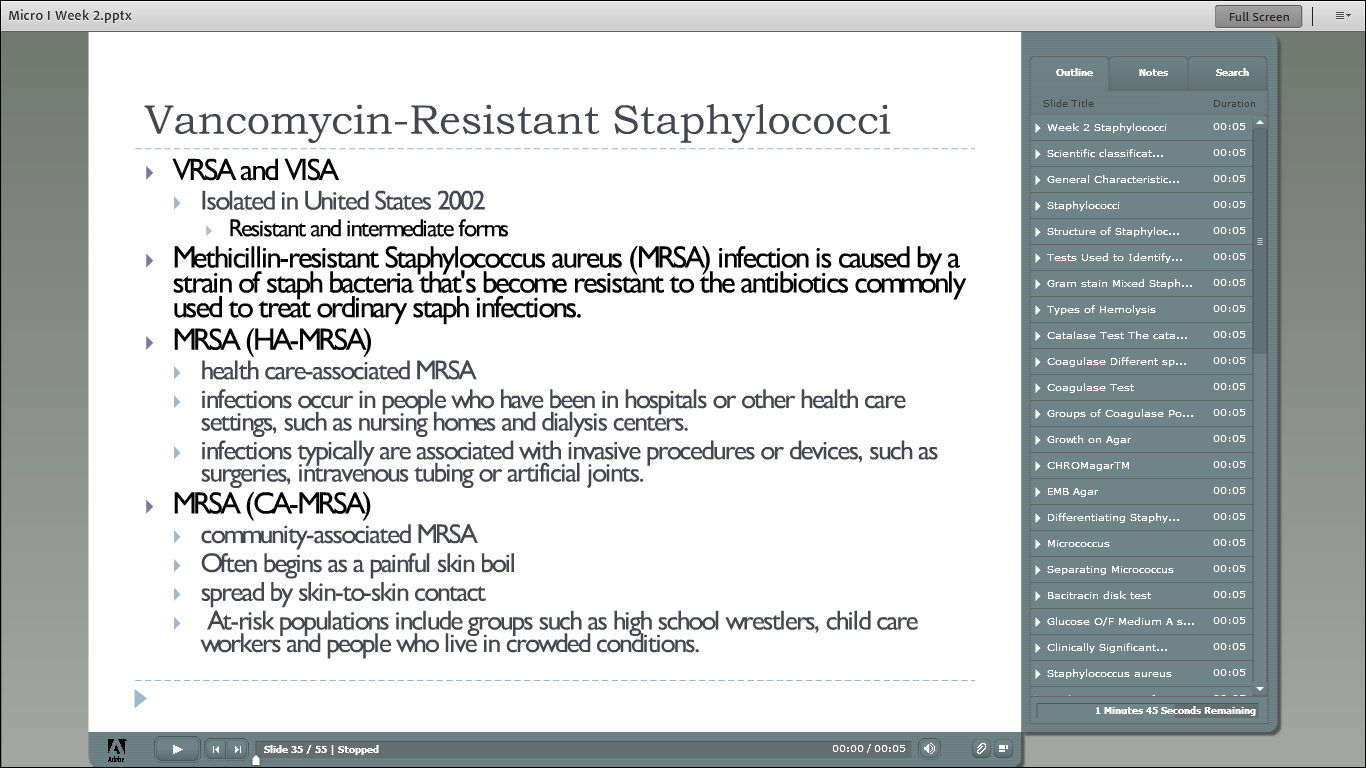 Micro I Week 2.pptx
Full Screen
Vancomycin-Resistant Staphylococci
VRSA and VISA
Isolated in United States 2002
Resistant and intermediate forms
Methicillin-resistant Staphylococcus aureus (MRSA) infection is caused by a
strain of staph bacteria that's become resistant to the antibiotics commonly
used to treat ordinary staph infections.
MRSA (HA-MRSA)
health care-associated MRSA
infections occur in people who have been in hospitals or other health care
settings, such as nursing homes and dialysis centers.
infections typically are associated with invasive procedures or devices, such as
surgeries, intravenous tubing or artificial joints.
MRSA (CA-MRSA)
community-associated MRSA
Often begins as a painful skin boil
spread by skin-to-skin contact
At-risk populations include groups such as high school wrestlers, child care
workers and people who live in crowded conditions.
Outline Notes Search
Slide Title Duration
Week 2 Staphylococci 00:05
Scientific classificat... 00:05
General Characteristic... 00:05
Staphylococci 00:05
Structure of Staphyloc... 00:05
Tests Used to Identify... 00:05
Gram stain Mixed Staph... 00:05
Types of Hemolysis 00:05
Catalase Test The cata... 00:05
Coagulase Different sp... 00:05
Coagulase Test 00:05
Groups of Coagulase Po... 00:05
Growth on Agar 00:05
CHROMagarTM 00:05
EMB Agar 00:05
Differentiating Staphy... 00:05
Micrococcus 00:05
Separating Micrococcus 00:05
Bacitracin disk test 00:05
Glucose O/F Medium A s... 00:05
Clinically Significant... 00:05
Staphylococcus aureus 00:05
1 Minutes 45 Seconds Remaining
Adobe
Slide 35 / 55 | Stopped 00:00 / 00:05